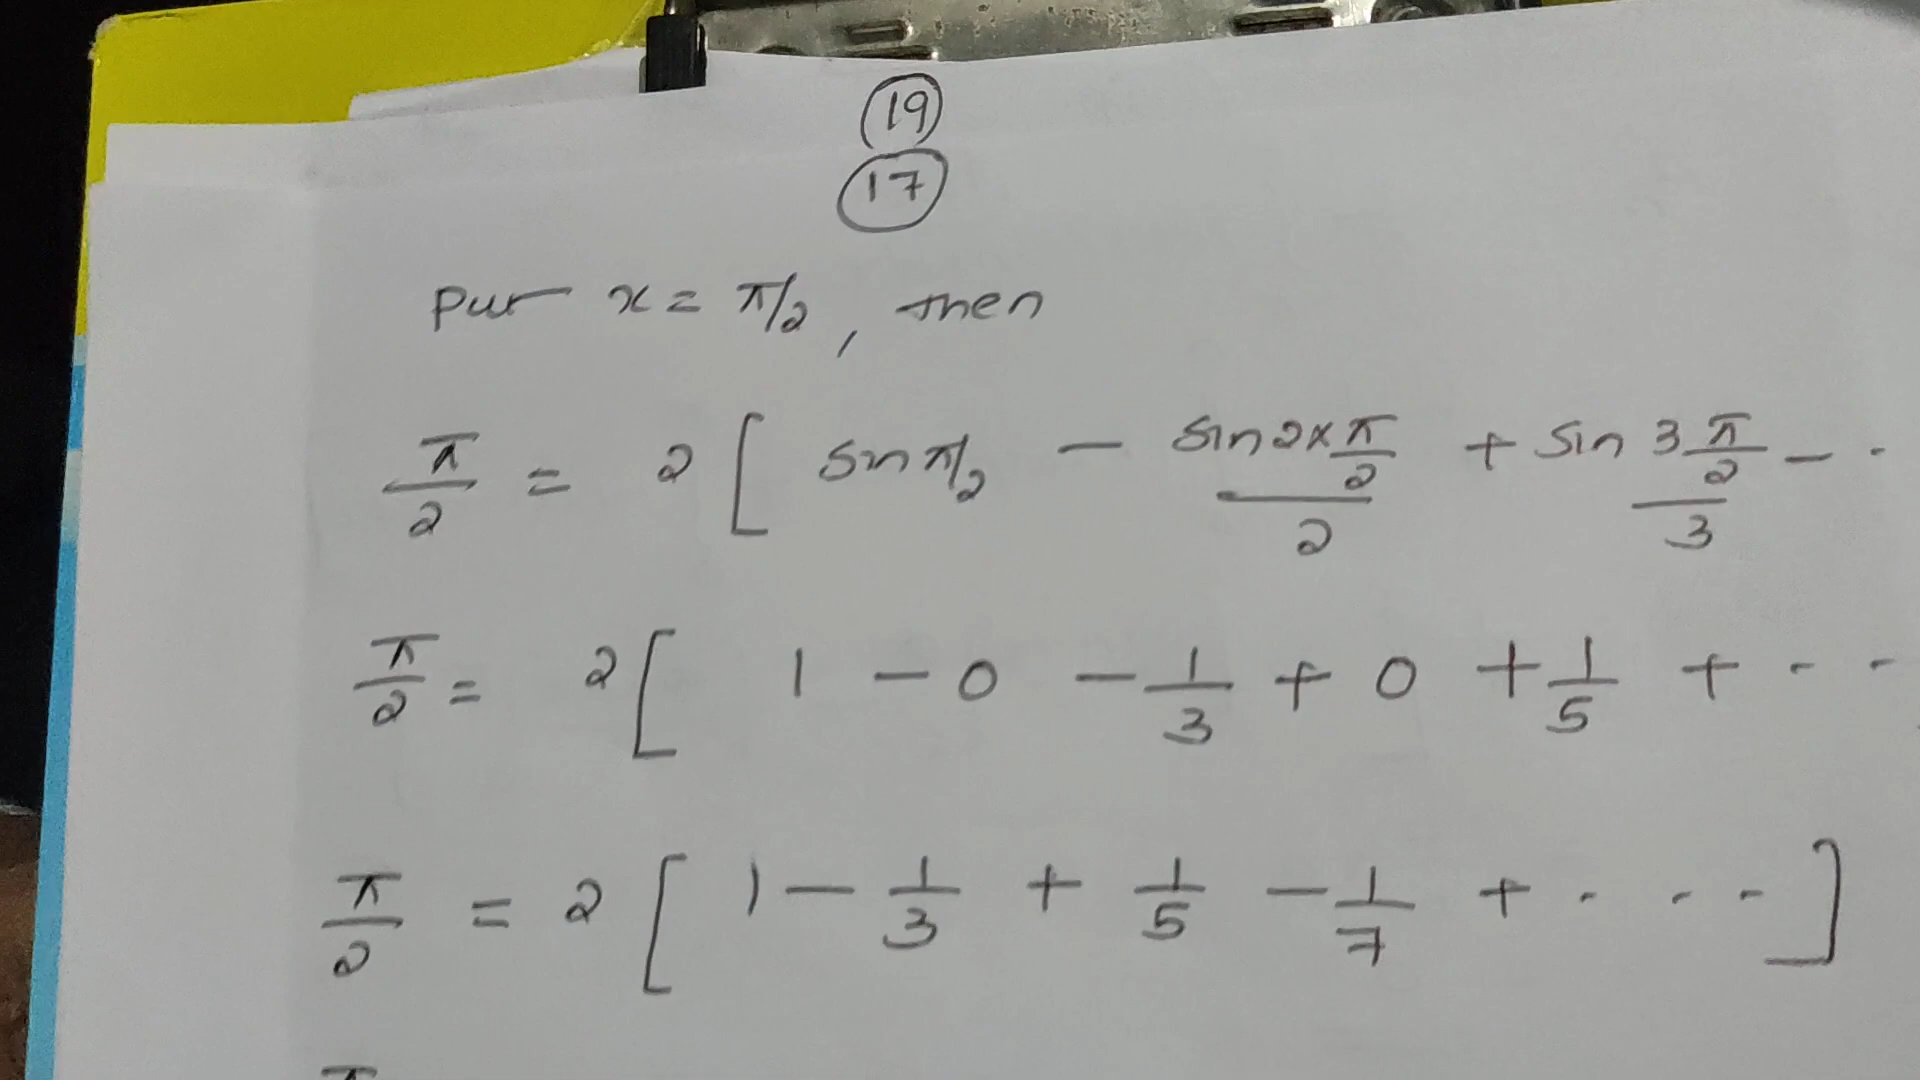 19
17
Put x = π/2, then
π/2 = 2 [ sin π/2 − (sin 2×π/2)/2 + (sin 3 π/2)/3 − ·
π/2 = 2 [ 1 − 0 − 1/3 + 0 + 1/5 + - -
π/2 = 2 [ 1 − 1/3 + 1/5 − 1/7 + · - - - ]